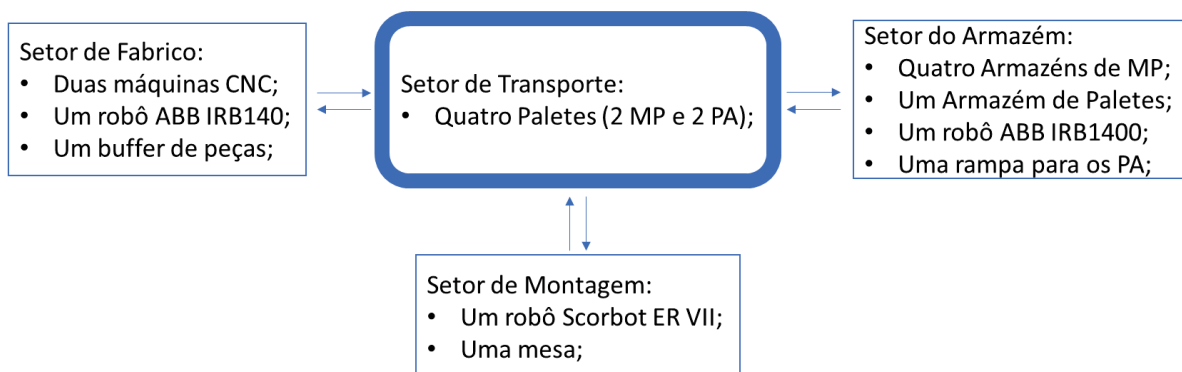 Setor de Fabrico:
• Duas máquinas CNC;
• Um robô ABB IRB140;
• Um buffer de peças;
Setor de Transporte:
• Quatro Paletes (2 MP e 2 PA);
Setor do Armazém:
• Quatro Armazéns de MP;
• Um Armazém de Paletes;
• Um robô ABB IRB1400;
• Uma rampa para os PA;
Setor de Montagem:
• Um robô Scorbot ER VII;
• Uma mesa;